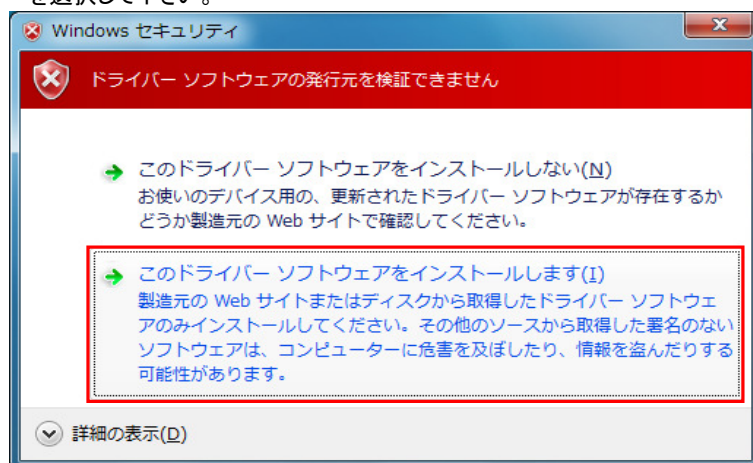 を選択して下さい。
Windows セキュリティ
ドライバー ソフトウェアの発行元を検証できません
このドライバー ソフトウェアをインストールしない(N)
お使いのデバイス用の、更新されたドライバー ソフトウェアが存在するか
どうか製造元の Web サイトで確認してください。
このドライバー ソフトウェアをインストールします(I)
製造元の Web サイトまたはディスクから取得したドライバー ソフトウェ
アのみインストールしてください。その他のソースから取得した署名のない
ソフトウェアは、コンピューターに危害を及ぼしたり、情報を盗んだりする
可能性があります。
詳細の表示(D)